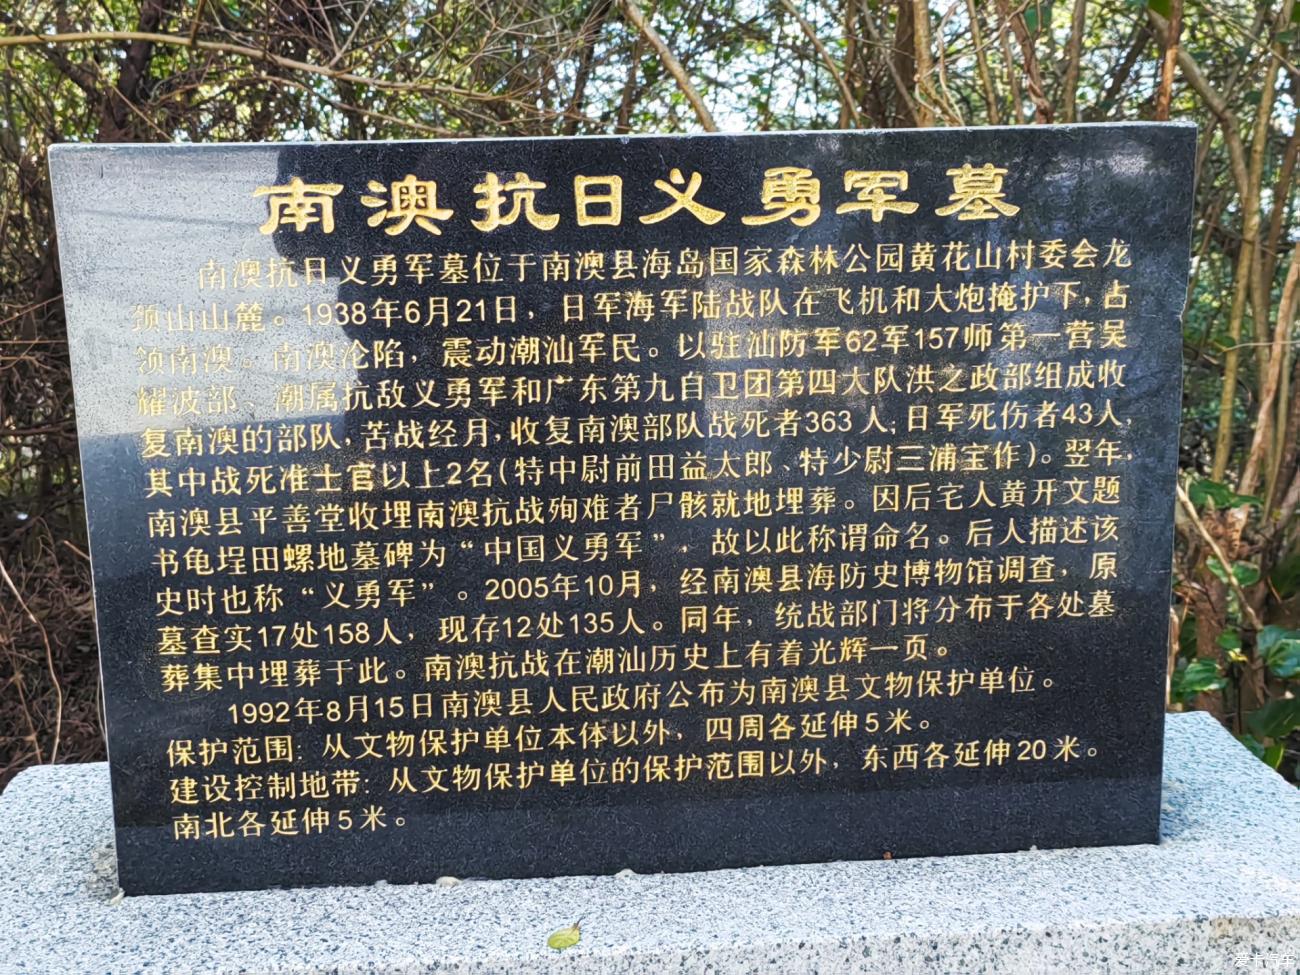 南澳抗日义勇军墓
南澳抗日义勇军墓位于南澳县海岛国家森林公园黄花山村委会龙
颈山山麓。1938年6月21日，日军海军陆战队在飞机和大炮掩护下，占
领南澳。南澳沦陷，震动潮汕军民。以驻汕防军62军157师第一营吴
耀波部、潮属抗敌义勇军和广东第九自卫团第四大队洪之政部组成收
复南澳的部队，苦战经月，收复南澳部队战死者363人；日军死伤者43人，
其中战死准士官以上2名（特中尉前田益太郎、特少尉三浦宝作）。翌年，
南澳县平善堂收埋南澳抗战殉难者尸骸就地埋葬。因后宅人黄开文题
书龟埕田螺地墓碑为“中国义勇军”，故以此称谓命名。后人描述该
史时也称“义勇军”。2005年10月，经南澳县海防史博物馆调查，原
墓查实17处158人，现存12处135人。同年，统战部门将分布于各处墓
葬集中埋葬于此。南澳抗战在潮汕历史上有着光辉一页。
1992年8月15日南澳县人民政府公布为南澳县文物保护单位。
保护范围：从文物保护单位本体以外，四周各延伸5米。
建设控制地带：从文物保护单位的保护范围以外，东西各延伸20米。
南北各延伸5米。
爱卡汽车